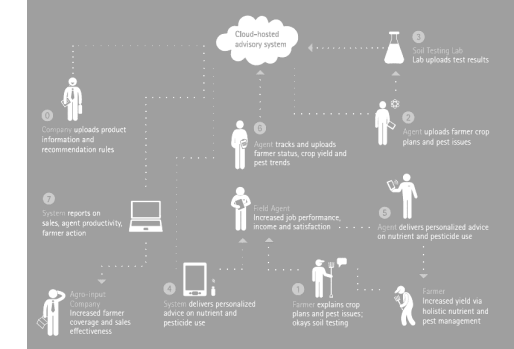 Cloud-hosted
advisory system
3
Soil Testing Lab
Lab uploads test results
0
Company uploads product
information and
recommendation rules
6
Agent tracks and uploads
farmer status, crop yield and
pest trends
2
Agent uploads farmer crop
plans and pest issues
7
System reports on
sales, agent productivity,
farmer action
Field Agent
Increased job performance,
income and satisfaction
5
Agent delivers personalized advice
on nutrient and pesticide use
Agro-input
Company
Increased farmer
coverage and sales
effectiveness
4
System delivers personalized
advice on nutrient and
pesticide use
1
Farmer explains crop
plans and pest issues;
okays soil testing
Farmer
Increased yield via
holistic nutrient and
pest management